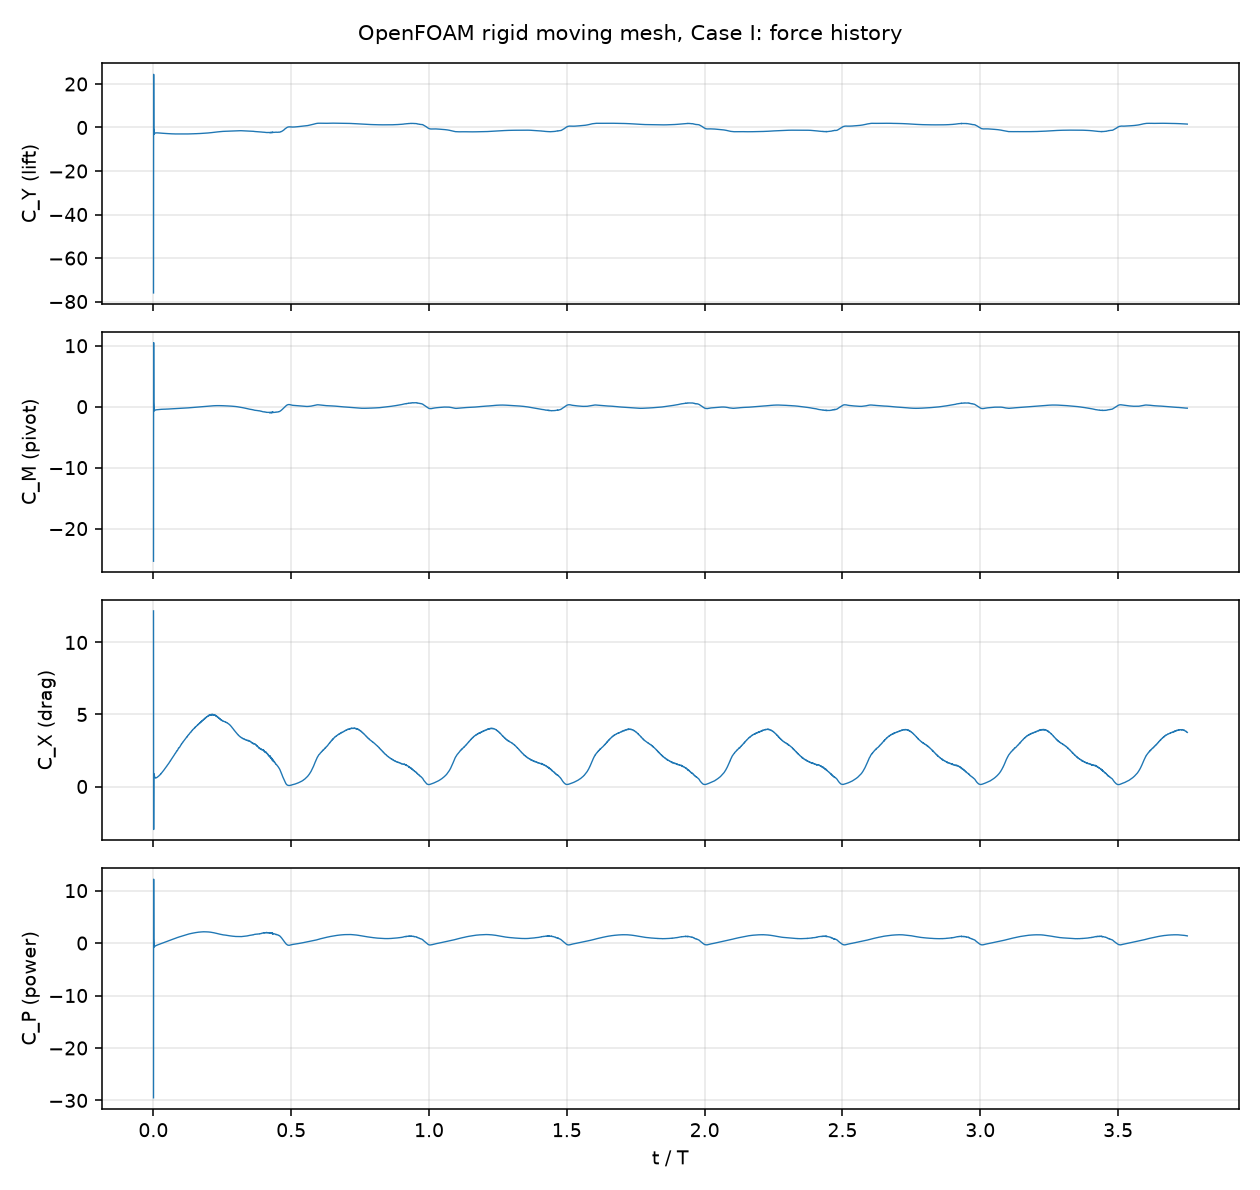 OpenFOAM rigid moving mesh, Case I: force history
20
0
−20
−40
−60
−80
C_Y (lift)
10
0
−10
−20
C_M (pivot)
10
5
0
C_X (drag)
10
0
−10
−20
−30
C_P (power)
0.0 0.5 1.0 1.5 2.0 2.5 3.0 3.5
t / T